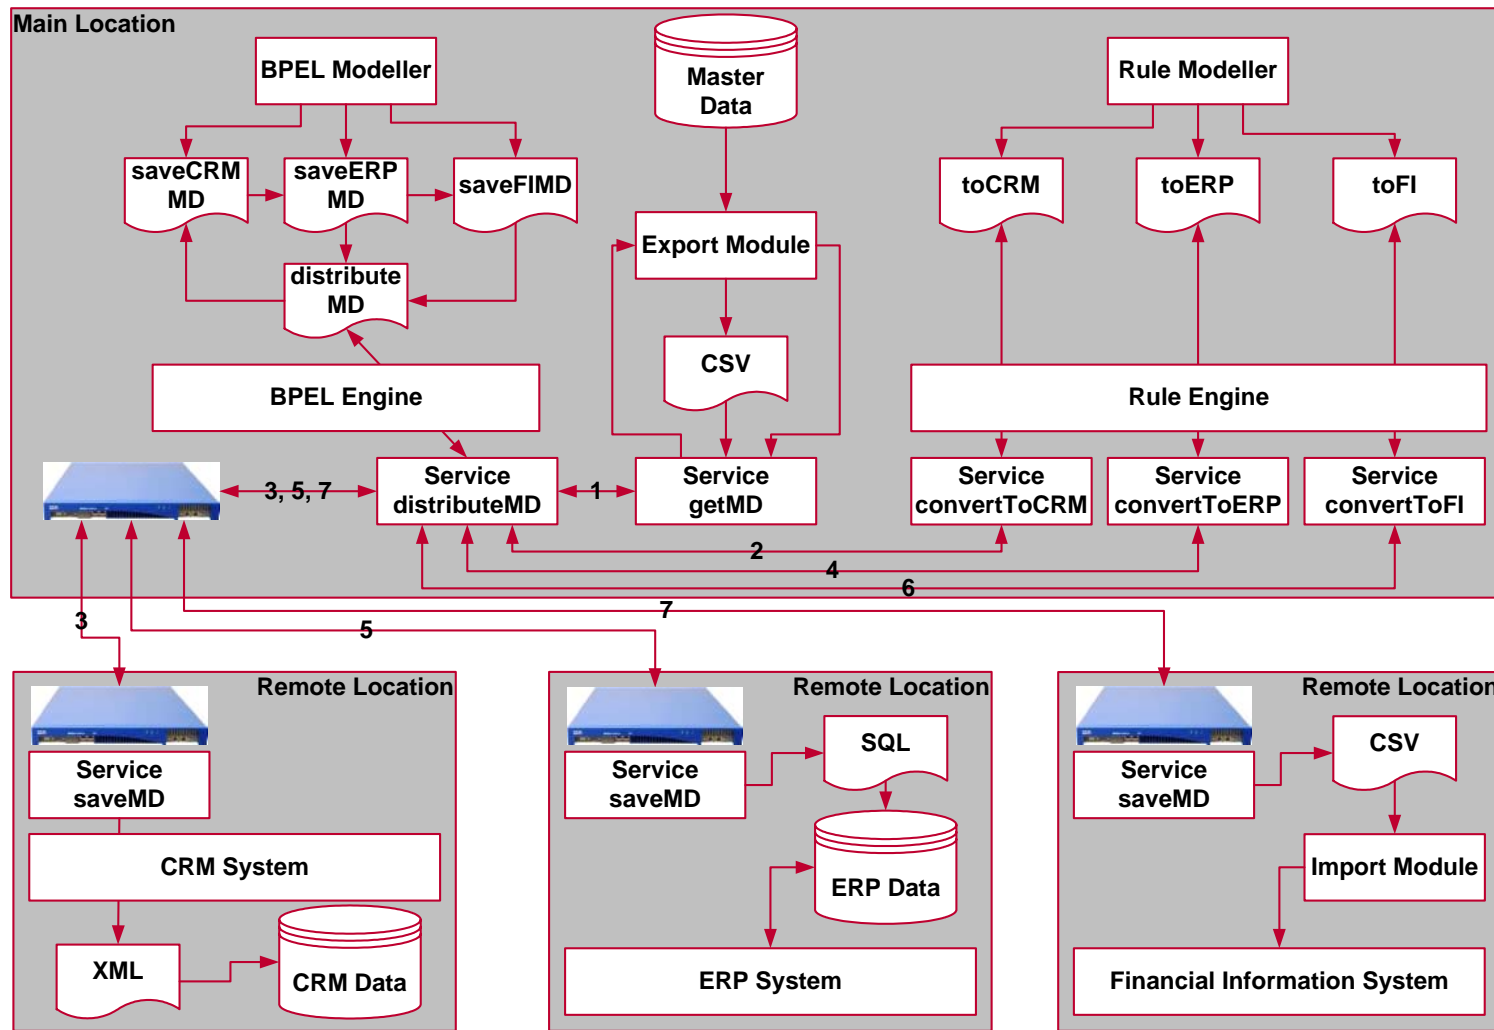 Main Location
BPEL Modeller
Master
Data
Rule Modeller
saveCRM
MD
saveERP
MD
saveFIMD
toCRM
toERP
toFI
Export Module
distribute
MD
CSV
BPEL Engine
Rule Engine
Service
distributeMD
Service
getMD
Service
convertToCRM
Service
convertToERP
Service
convertToFI
3, 5, 7
1
2
4
6
3
5
7
Remote Location
Service
saveMD
CRM System
XML
CRM Data
Remote Location
Service
saveMD
SQL
ERP Data
ERP System
Remote Location
Service
saveMD
CSV
Import Module
Financial Information System